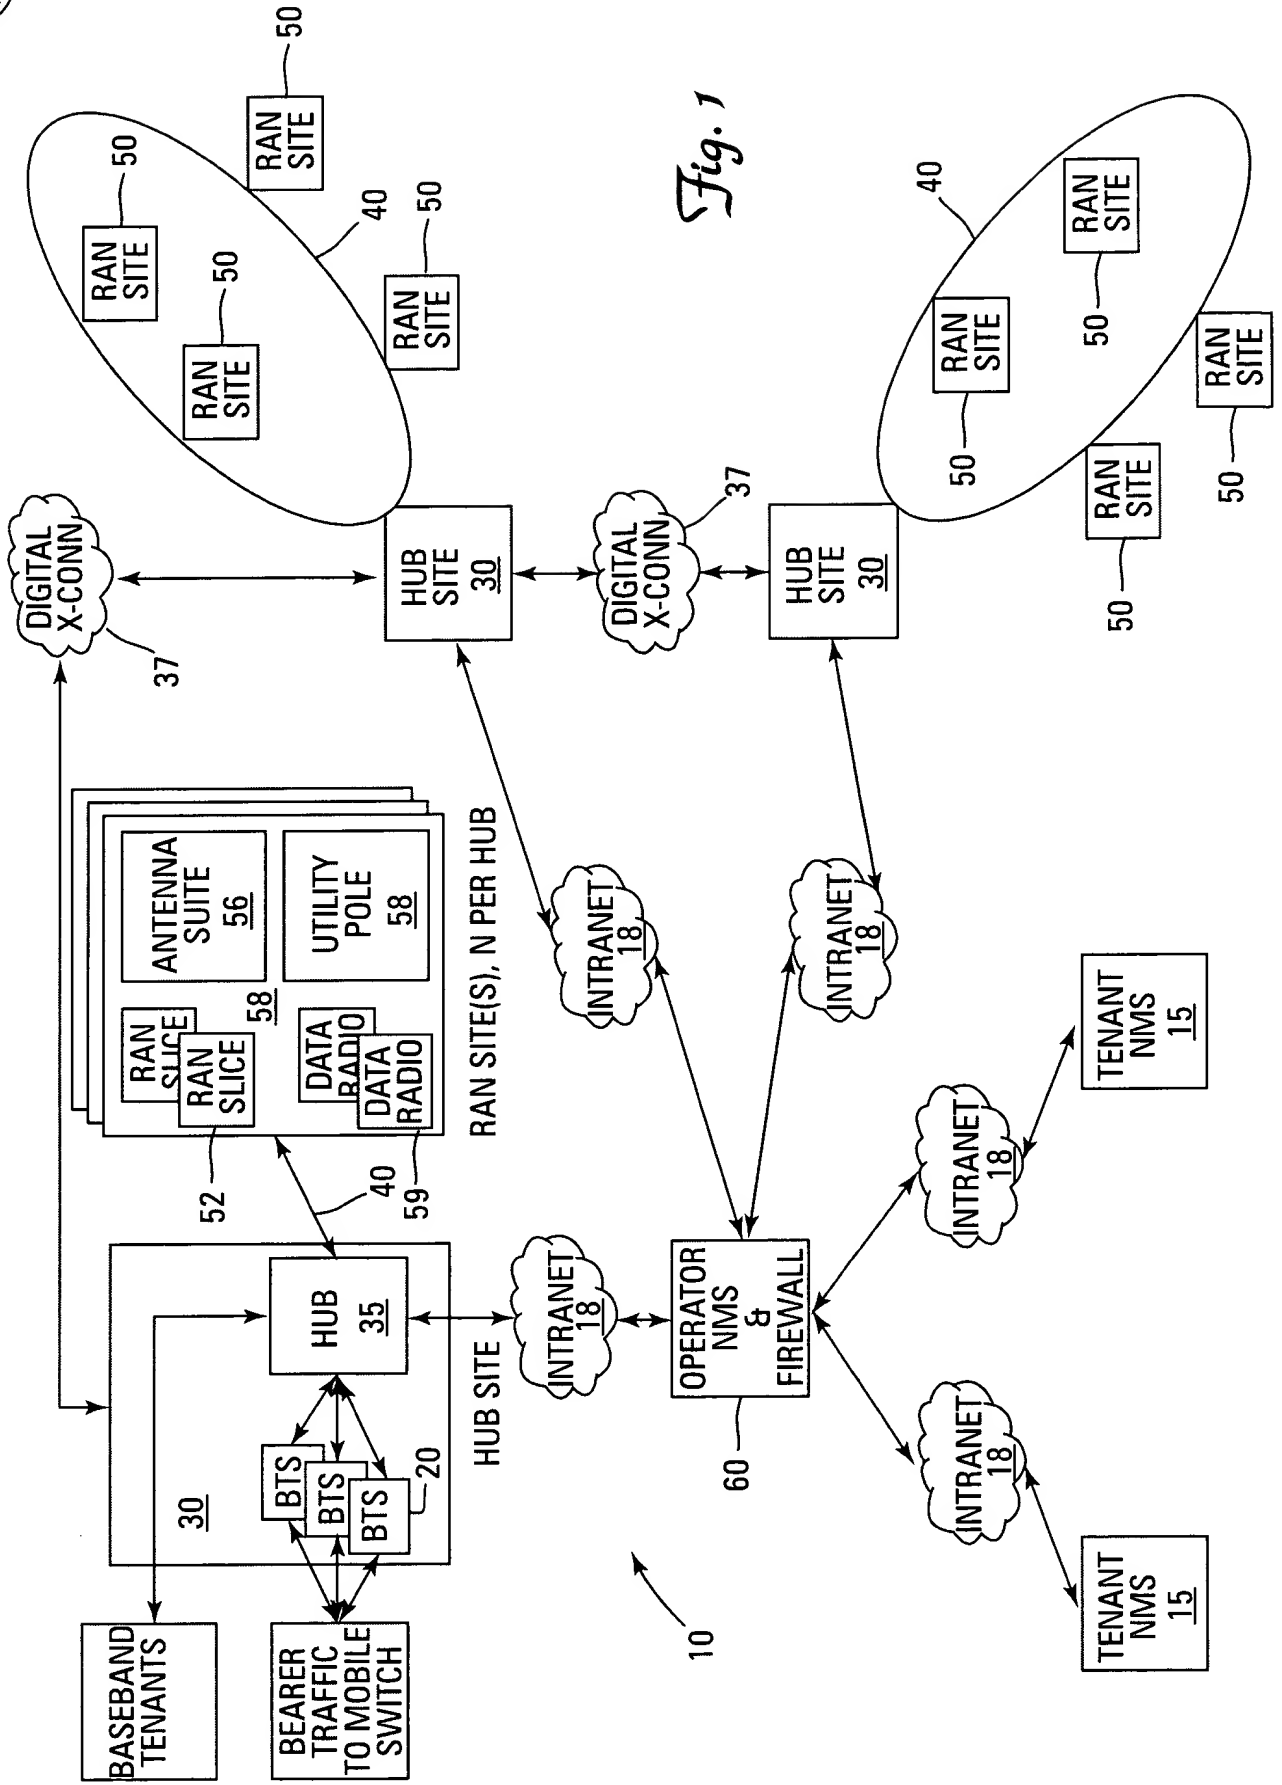 BASEBAND
TENANTS
BEARER
TRAFFIC
TO MOBILE
SWITCH
30
BTS
BTS
BTS
20
HUB
35
HUB SITE
40
RAN
SLICE
RAN
SLICE
52
58
ANTENNA
SUITE
56
UTILITY
POLE
58
DATA
RADIO
DATA
RADIO
59
RAN SITE(S), N PER HUB
DIGITAL
X-CONN
37
HUB
SITE
30
DIGITAL
X-CONN
37
HUB
SITE
30
40
RAN
SITE
50
RAN
SITE
50
RAN
SITE
50
RAN
SITE
50
40
RAN
SITE
50
RAN
SITE
50
RAN
SITE
50
RAN
SITE
50
INTRANET
18
INTRANET
18
INTRANET
18
OPERATOR
NMS
&
FIREWALL
60
INTRANET
18
INTRANET
18
TENANT
NMS
15
TENANT
NMS
15
10
Fig. 1